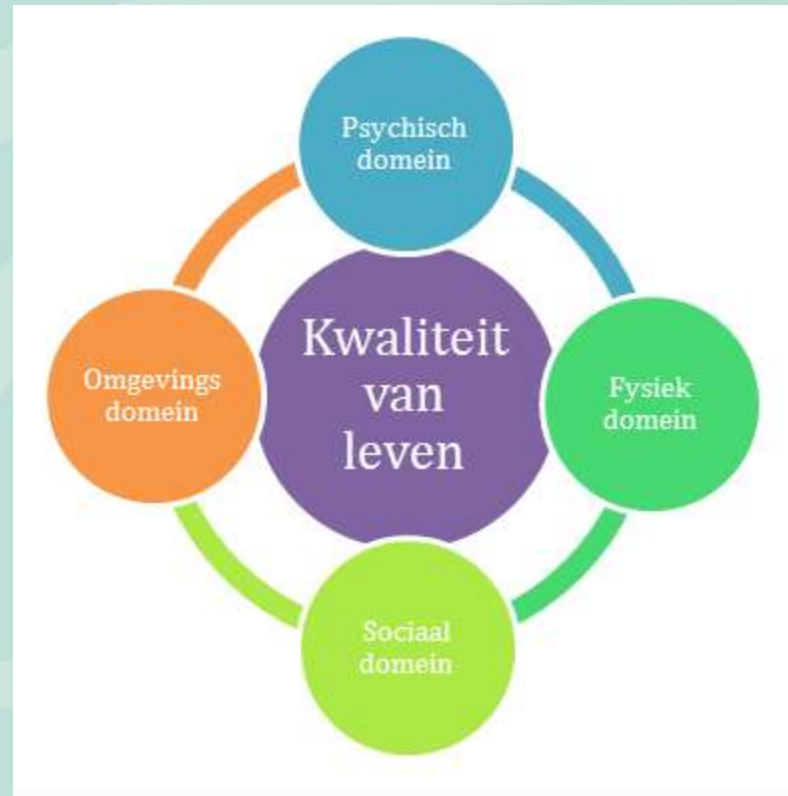 Psychisch
domein
Kwaliteit
van
leven
Omgevings
domein
Fysiek
domein
Sociaal
domein